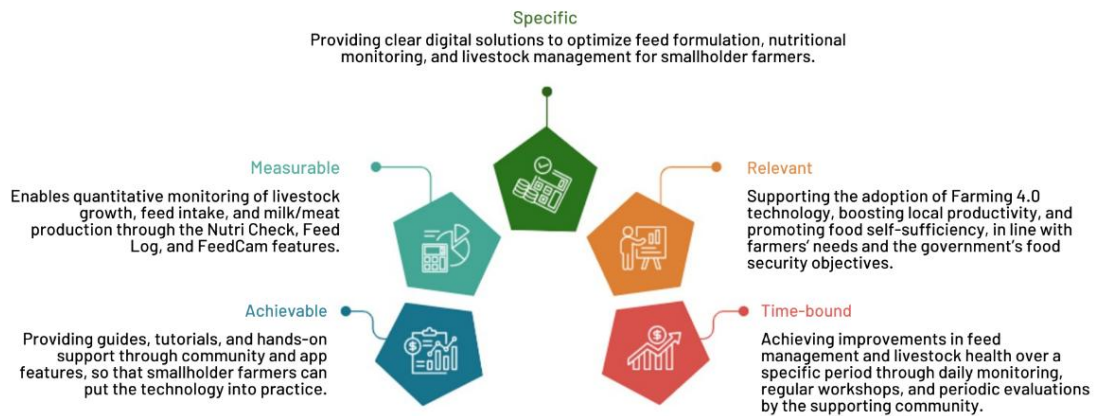 Specific
Providing clear digital solutions to optimize feed formulation, nutritional
monitoring, and livestock management for smallholder farmers.
Measurable
Enables quantitative monitoring of livestock
growth, feed intake, and milk/meat
production through the Nutri Check, Feed
Log, and FeedCam features.
Relevant
Supporting the adoption of Farming 4.0
technology, boosting local productivity, and
promoting food self-sufficiency, in line with
farmers' needs and the government's food
security objectives.
Achievable
Providing guides, tutorials, and hands-on
support through community and app
features, so that smallholder farmers can
put the technology into practice.
Time-bound
Achieving improvements in feed
management and livestock health over a
specific period through daily monitoring,
regular workshops, and periodic evaluations
by the supporting community.